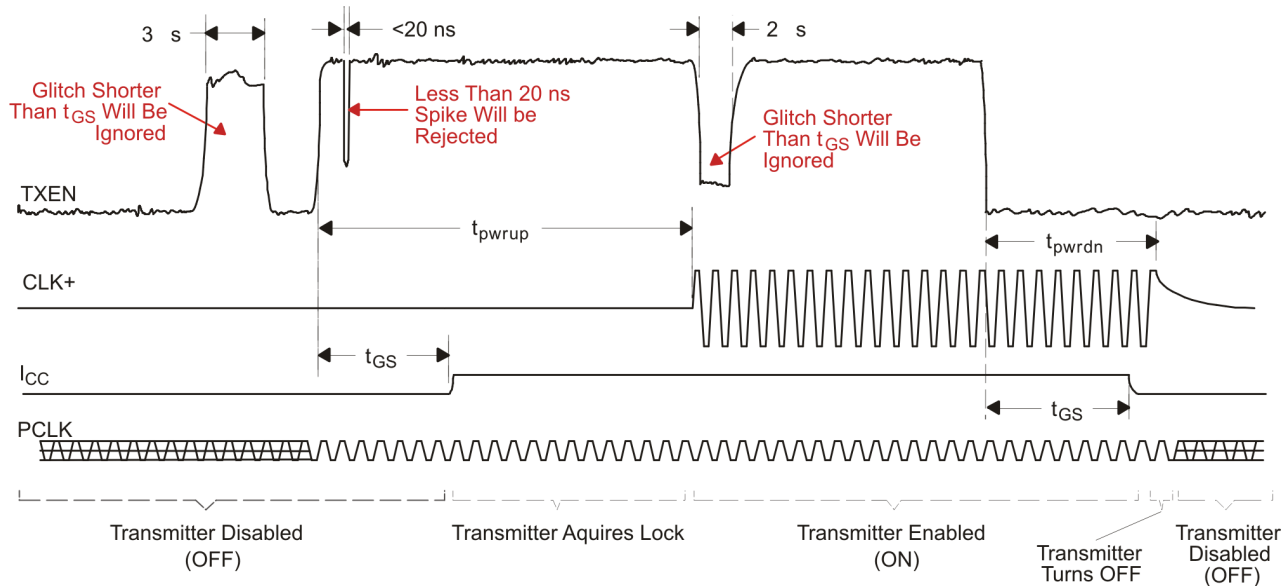 3 s
<20 ns
2 s
Glitch Shorter
Than tGS Will Be
Ignored
Less Than 20 ns
Spike Will be
Rejected
Glitch Shorter
Than tGS Will Be
Ignored
TXEN
tpwrup
tpwrdn
CLK+
tGS
ICC
tGS
PCLK
Transmitter Disabled
(OFF)
Transmitter Aquires Lock
Transmitter Enabled
(ON)
Transmitter
Turns OFF
Transmitter
Disabled
(OFF)